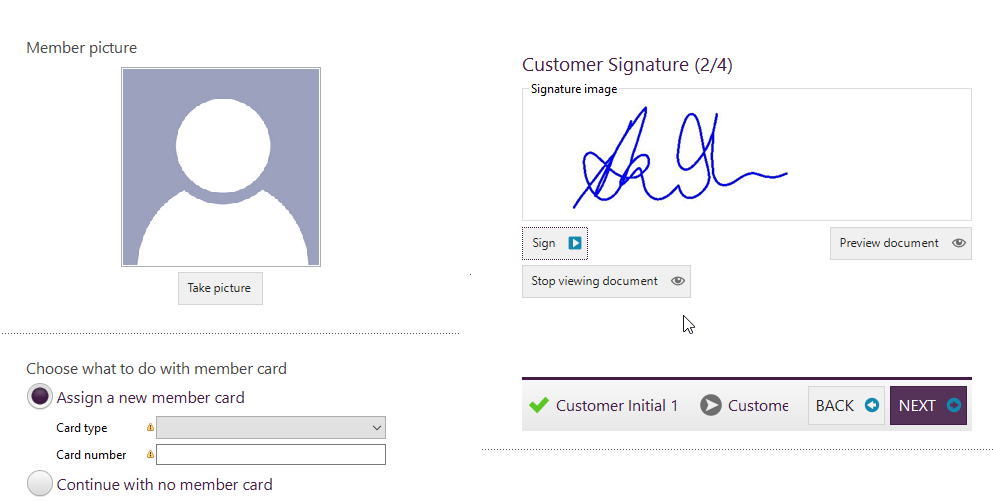 Member picture
Take picture
Choose what to do with member card
Assign a new member card
Card type
Card number
Continue with no member card
Customer Signature (2/4)
Signature image
Sign
Preview document
Stop viewing document
Customer Initial 1
Custome
BACK
NEXT